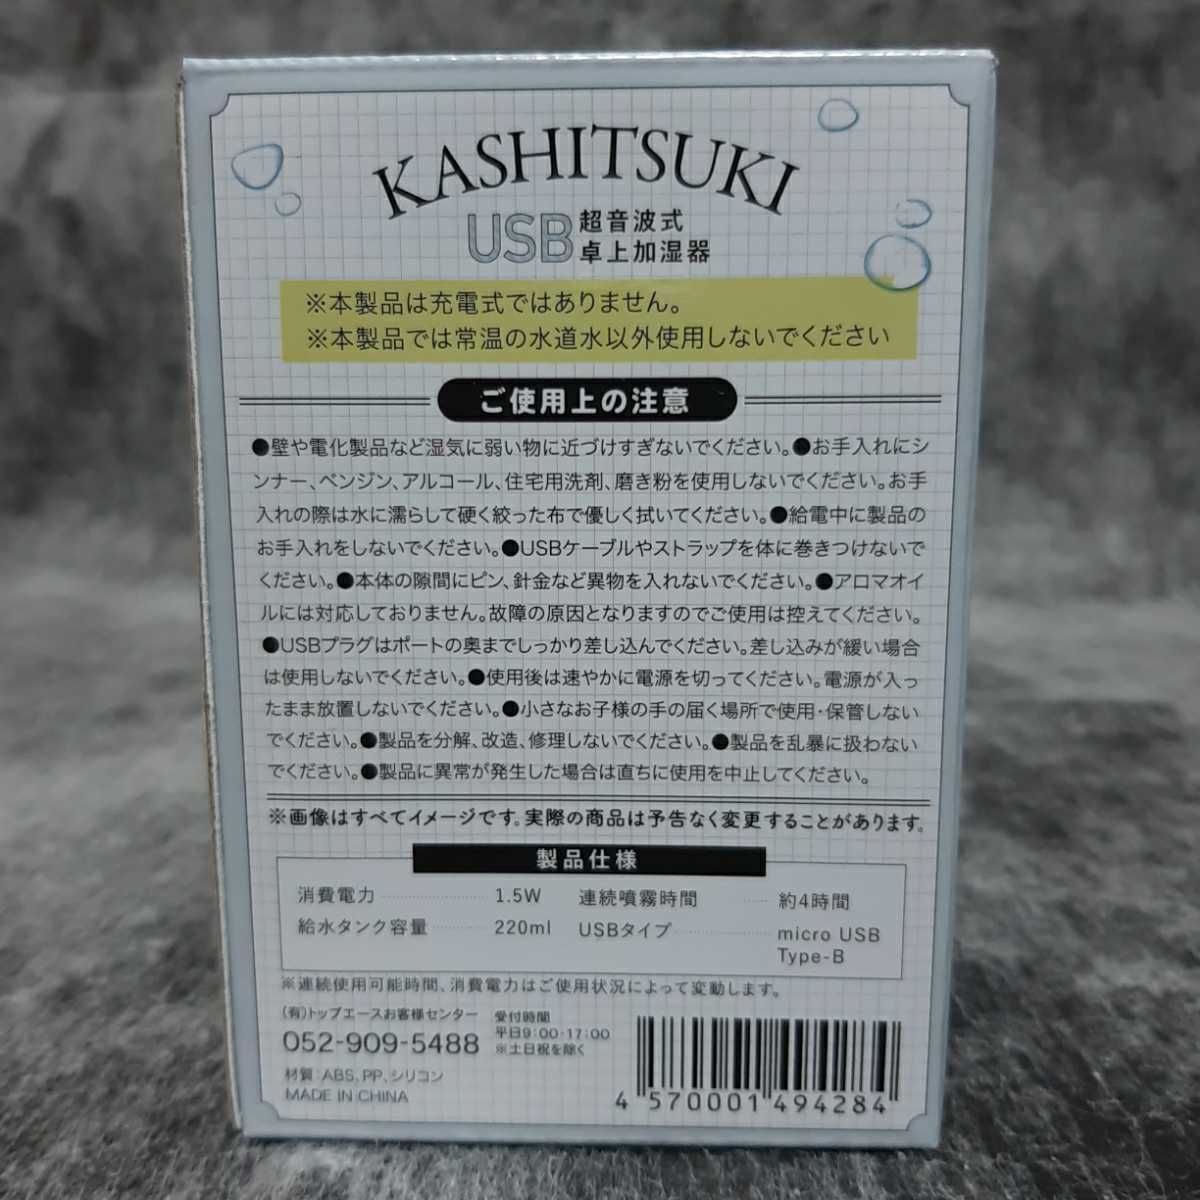 KASHITSUKI
USB 超音波式
卓上加湿器
※本製品は充電式ではありません。
※本製品では常温の水道水以外使用しないでください
ご使用上の注意
●壁や電化製品など湿気に弱い物に近づけすぎないでください。●お手入れにシ
ンナー、ベンジン、アルコール、住宅用洗剤、磨き粉を使用しないでください。お手
入れの際は水に濡らして硬く絞った布で優しく拭いてください。●給電中に製品の
お手入れをしないでください。●USBケーブルやストラップを体に巻きつけないで
ください。●本体の隙間にピン、針金など異物を入れないでください。●アロマオイ
ルには対応しておりません。故障の原因となりますのでご使用は控えてください。
●USBプラグはポートの奥までしっかり差し込んでください。差し込みが緩い場合
は使用しないでください。●使用後は速やかに電源を切ってください。電源が入っ
たまま放置しないでください。●小さなお子様の手の届く場所で使用・保管しない
でください。●製品を分解、改造、修理しないでください。●製品を乱暴に扱わない
でください。●製品に異常が発生した場合は直ちに使用を中止してください。
※画像はすべてイメージです。実際の商品は予告なく変更することがあります。
製品仕様
消費電力 1.5W 連続噴霧時間 約4時間
給水タンク容量 220ml USBタイプ micro USB
Type-B
※連続使用可能時間、消費電力はご使用状況によって変動します。
(有)トップエースお客様センター 受付時間
052-909-5488 平日9:00-17:00
※土日祝を除く
材質:ABS、PP、シリコン
MADE IN CHINA
4 570001 494284